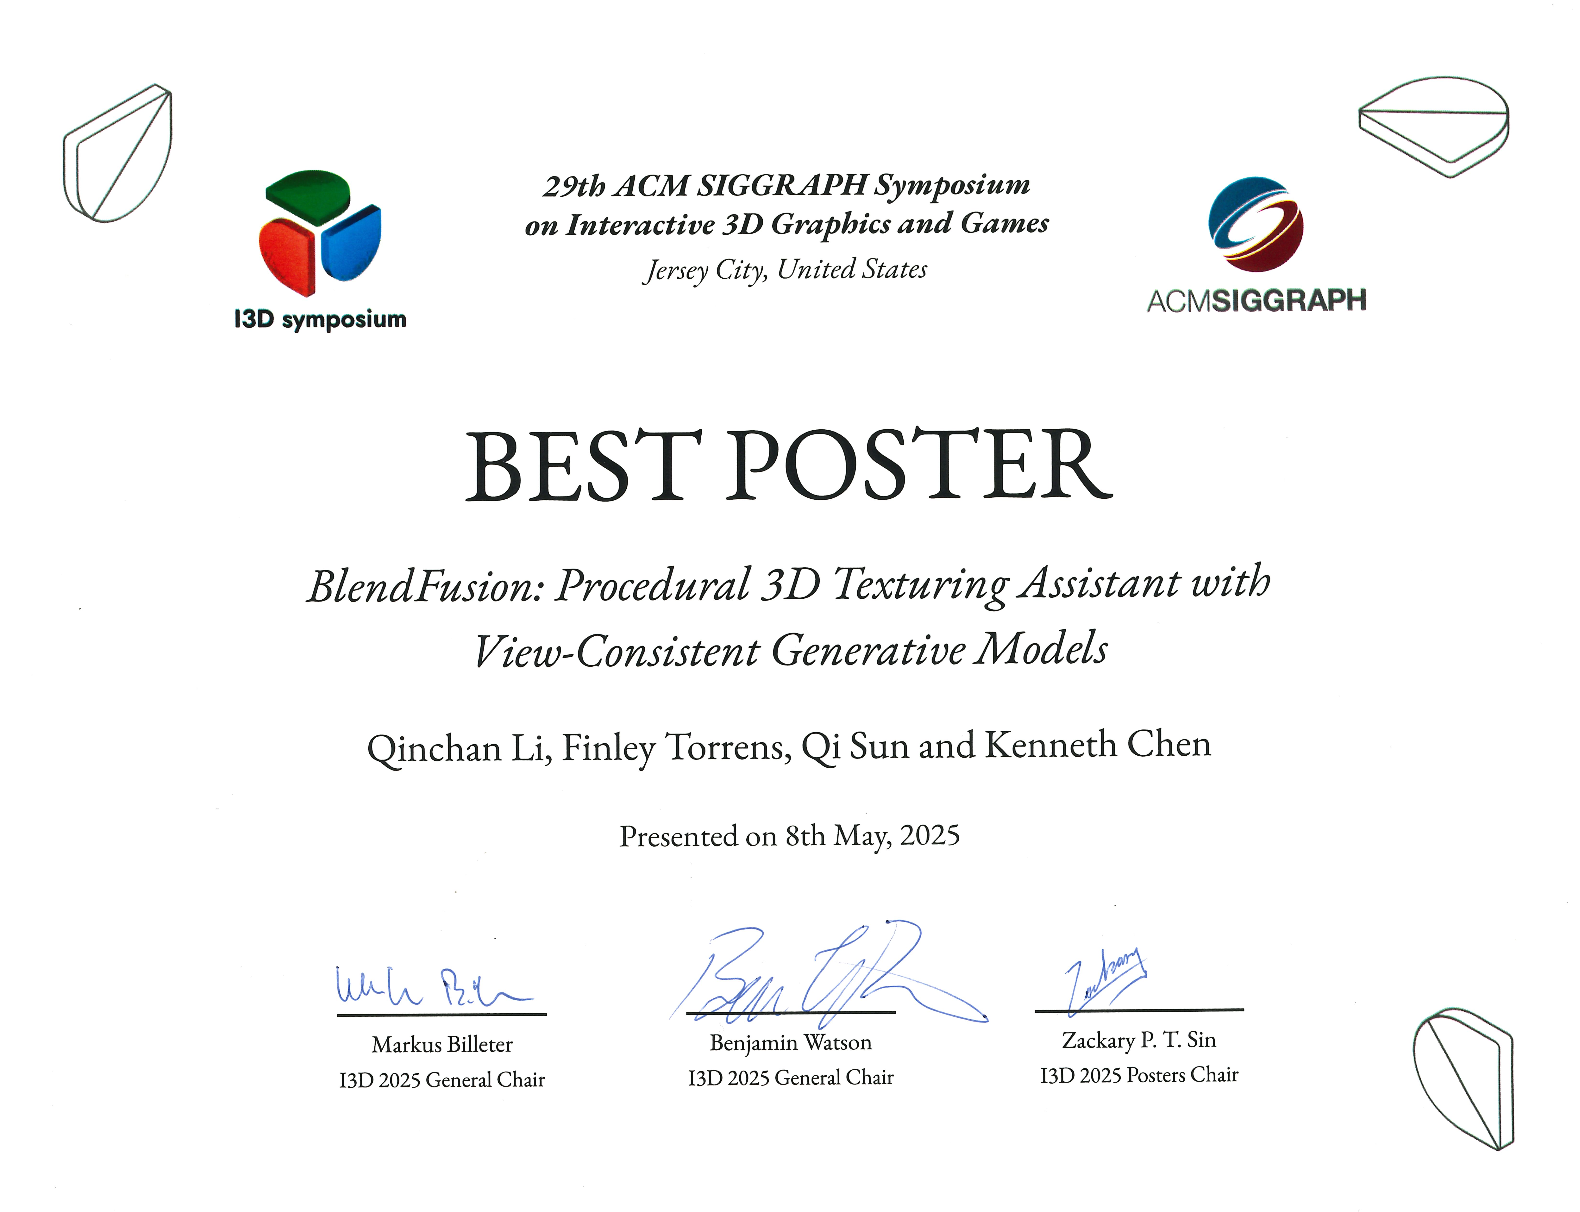 29th ACM SIGGRAPH Symposium
on Interactive 3D Graphics and Games
Jersey City, United States
I3D symposium
ACMSIGGRAPH
BEST POSTER
BlendFusion: Procedural 3D Texturing Assistant with
View-Consistent Generative Models
Qinchan Li, Finley Torrens, Qi Sun and Kenneth Chen
Presented on 8th May, 2025
Markus Billeter
I3D 2025 General Chair
Benjamin Watson
I3D 2025 General Chair
Zackary P. T. Sin
I3D 2025 Posters Chair